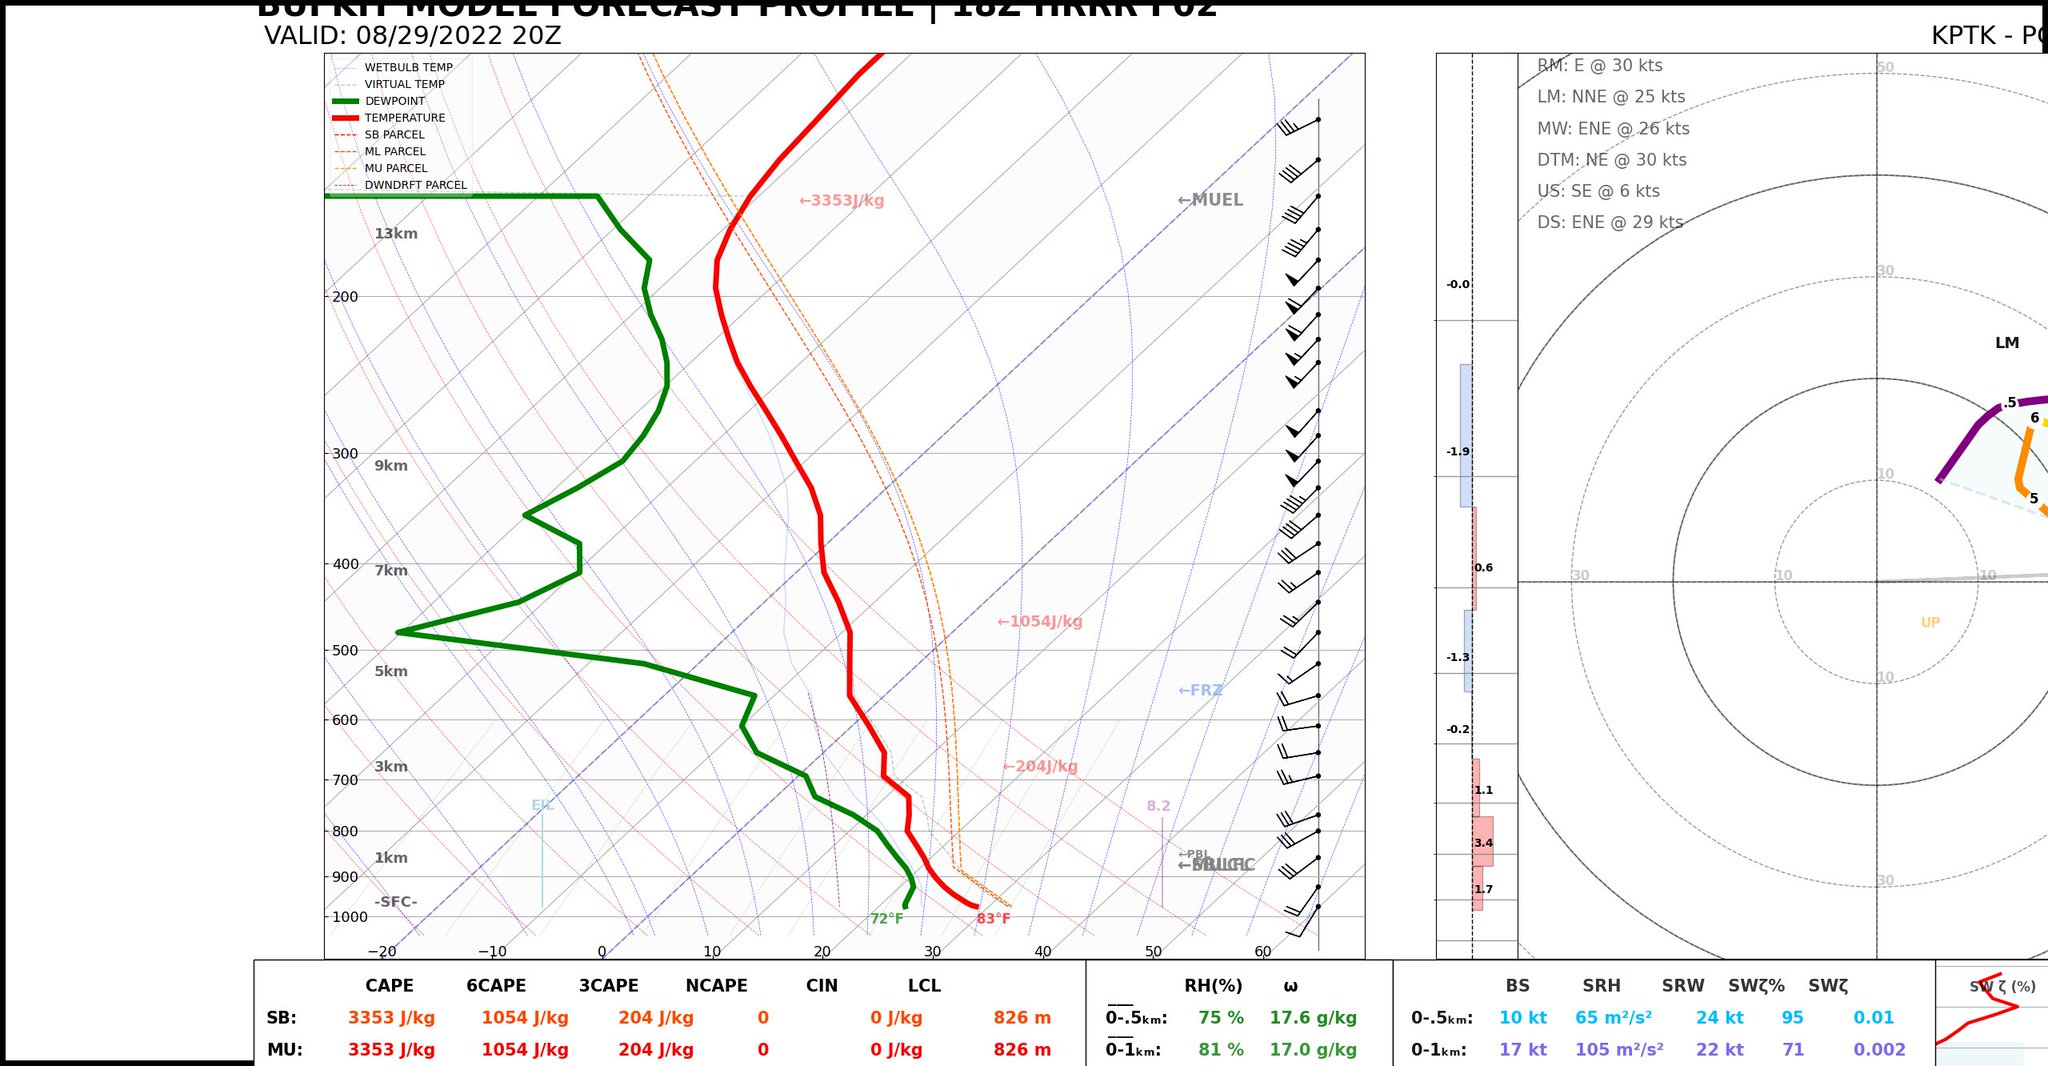 BUFKIT MODEL FORECAST PROFILE | 18Z HRRR F02
VALID: 08/29/2022 20Z
KPTK - PO
WETBULB TEMP
VIRTUAL TEMP
DEWPOINT
TEMPERATURE
SB PARCEL
ML PARCEL
MU PARCEL
DWNDRFT PARCEL
13km
9km
7km
5km
3km
1km
-SFC-
200
300
400
500
600
700
800
900
1000
−20
−10
0
10
20
30
40
50
60
←3353J/kg
←MUEL
←1054J/kg
←FRZ
←204J/kg
EIL
8.2
←PBL
72°F
83°F
-0.0
-1.9
0.6
-1.3
-0.2
1.1
3.4
1.7
RM: E @ 30 kts
LM: NNE @ 25 kts
MW: ENE @ 26 kts
DTM: NE @ 30 kts
US: SE @ 6 kts
DS: ENE @ 29 kts
50
30
LM
.5
6
10
5
30
10
10
UP
10
30
CAPE 6CAPE 3CAPE NCAPE CIN LCL
SB: 3353 J/kg 1054 J/kg 204 J/kg 0 0 J/kg 826 m
MU: 3353 J/kg 1054 J/kg 204 J/kg 0 0 J/kg 826 m
RH(%) ω
0-.5km: 75 % 17.6 g/kg
0-1km: 81 % 17.0 g/kg
BS SRH SRW SWζ% SWζ
0-.5km: 10 kt 65 m²/s² 24 kt 95 0.01
0-1km: 17 kt 105 m²/s² 22 kt 71 0.002
SW ζ (%)